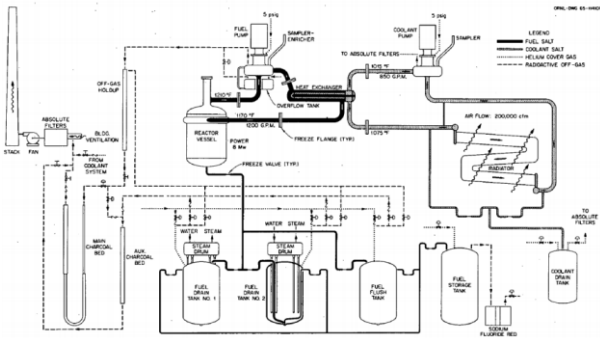 FUEL
PUMP
5 psig
SAMPLER-
ENRICHER
COOLANT
PUMP
5 psig
SAMPLER
TO ABSOLUTE FILTERS
LEGEND
FUEL SALT
COOLANT SALT
HELIUM COVER GAS
RADIOACTIVE OFF-GAS
OFF-GAS
HOLDUP
1210 °F
HEAT EXCHANGER
OVERFLOW TANK
1015 °F
850 G.P.M.
1170 °F
1200 G.P.M.
FREEZE FLANGE (TYP.)
1075 °F
AIR FLOW: 200,000 cfm
RADIATOR
REACTOR
VESSEL
POWER
8 Mw
FREEZE VALVE (TYP.)
STACK
FAN
ABSOLUTE
FILTERS
BLDG.
VENTILATION
FROM
COOLANT
SYSTEM
MAIN
CHARCOAL
BED
AUX.
CHARCOAL
BED
WATER STEAM
STEAM
DRUM
WATER STEAM
STEAM
DRUM
FUEL
DRAIN
TANK NO. 1
FUEL
DRAIN
TANK NO. 2
FUEL
FLUSH
TANK
FUEL
STORAGE
TANK
SODIUM
FLUORIDE BED
COOLANT
DRAIN
TANK
TO
ABSOLUTE
FILTERS